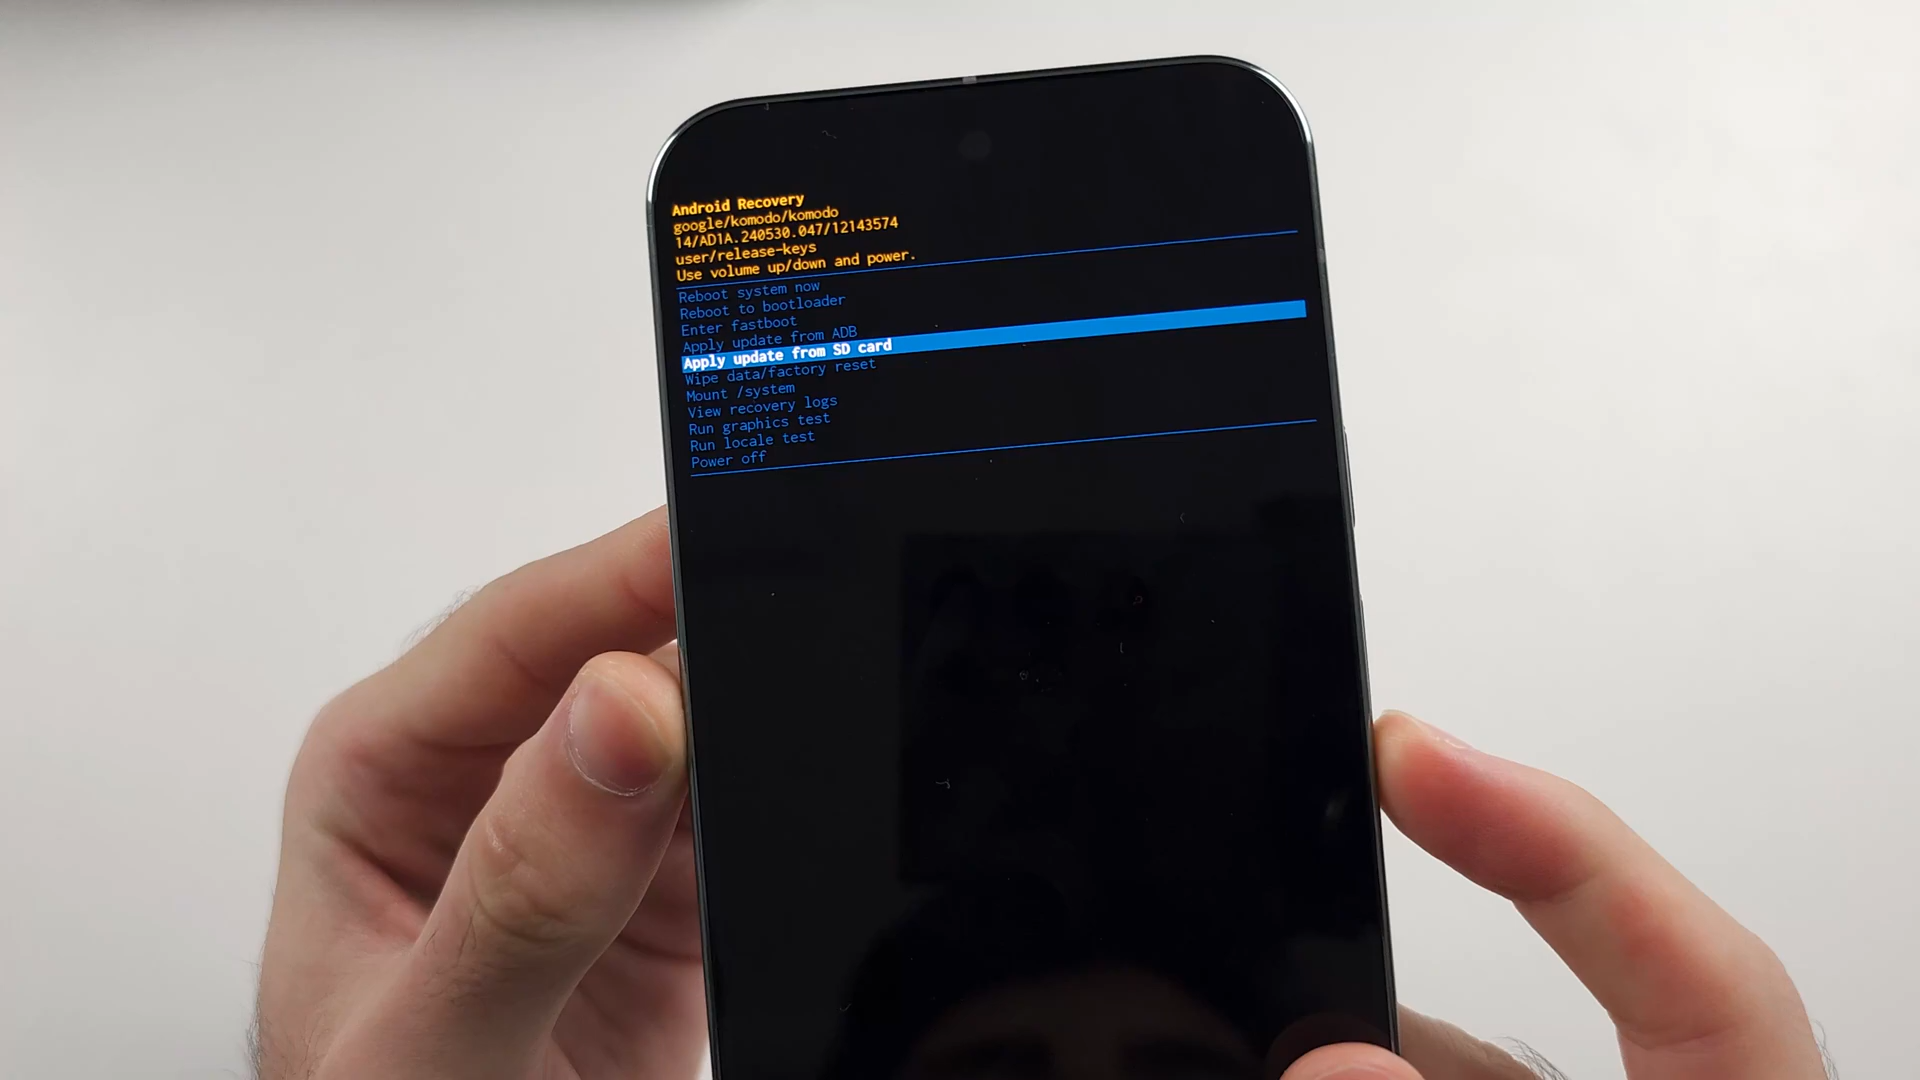 Android Recovery
google/komodo/komodo
14/AD1A.240530.047/12143574
user/release-keys
Use volume up/down and power.
Reboot system now
Reboot to bootloader
Enter fastboot
Apply update from ADB
Apply update from SD card
Wipe data/factory reset
Mount /system
View recovery logs
Run graphics test
Run locale test
Power off